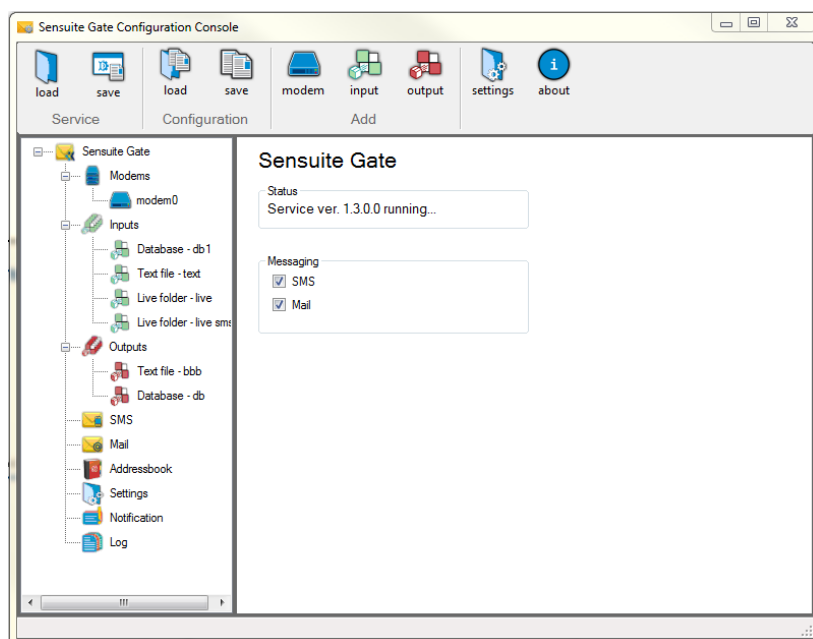 Sensuite Gate Configuration Console
load save load save modem input output settings about
Service Configuration Add
Sensuite Gate
Modems
modem0
Inputs
Database - db1
Text file - text
Live folder - live
Live folder - live sms
Outputs
Text file - bbb
Database - db
SMS
Mail
Addressbook
Settings
Notification
Log
Sensuite Gate
Status
Service ver. 1.3.0.0 running...
Messaging
SMS
Mail